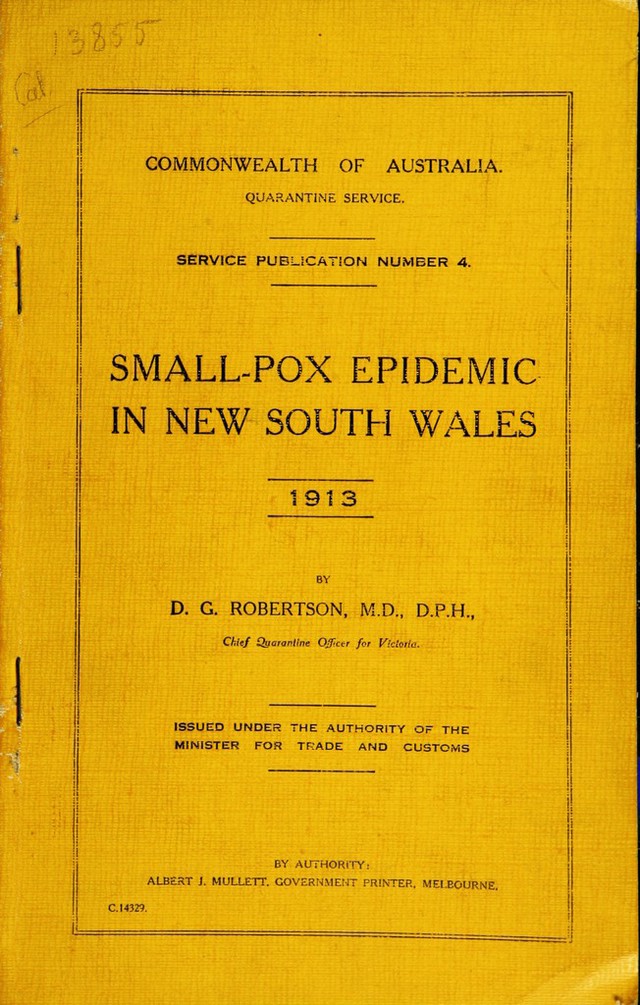 13855
Cat.
COMMONWEALTH OF AUSTRALIA.
QUARANTINE SERVICE.
SERVICE PUBLICATION NUMBER 4.
SMALL-POX EPIDEMIC
IN NEW SOUTH WALES
1913
BY
D. G. ROBERTSON, M.D., D.P.H.,
Chief Quarantine Officer for Victoria.
ISSUED UNDER THE AUTHORITY OF THE
MINISTER FOR TRADE AND CUSTOMS
BY AUTHORITY:
ALBERT J. MULLETT, GOVERNMENT PRINTER, MELBOURNE.
C.14329.